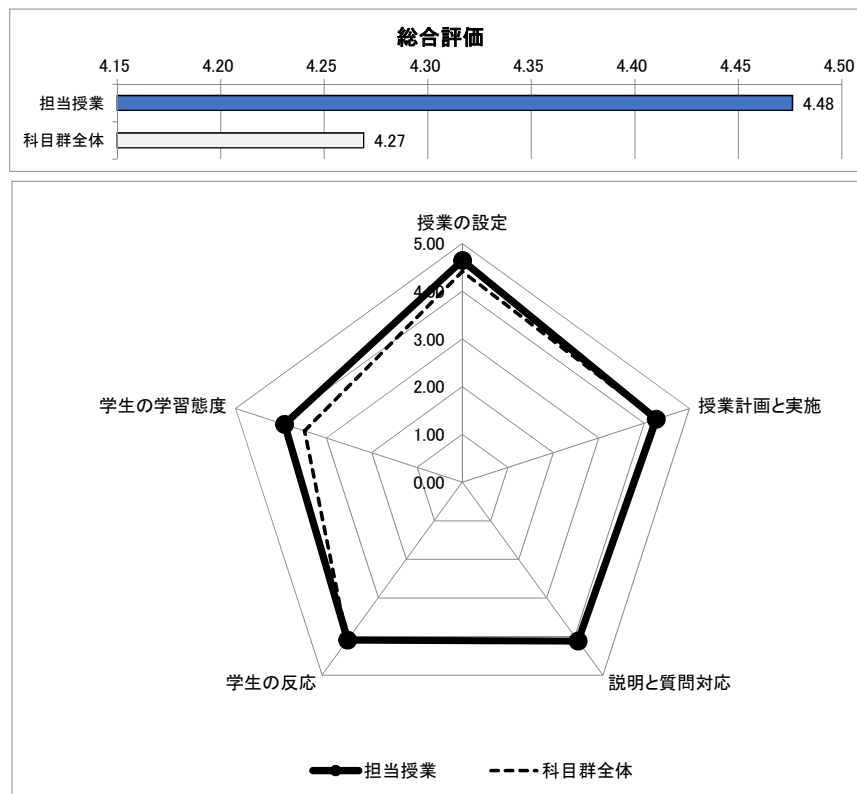 総合評価
4.15 4.20 4.25 4.30 4.35 4.40 4.45 4.50
担当授業 4.48
科目群全体 4.27
授業の設定
5.00
4.00
3.00
学生の学習態度 授業計画と実施
2.00
1.00
0.00
学生の反応 説明と質問対応
担当授業 科目群全体